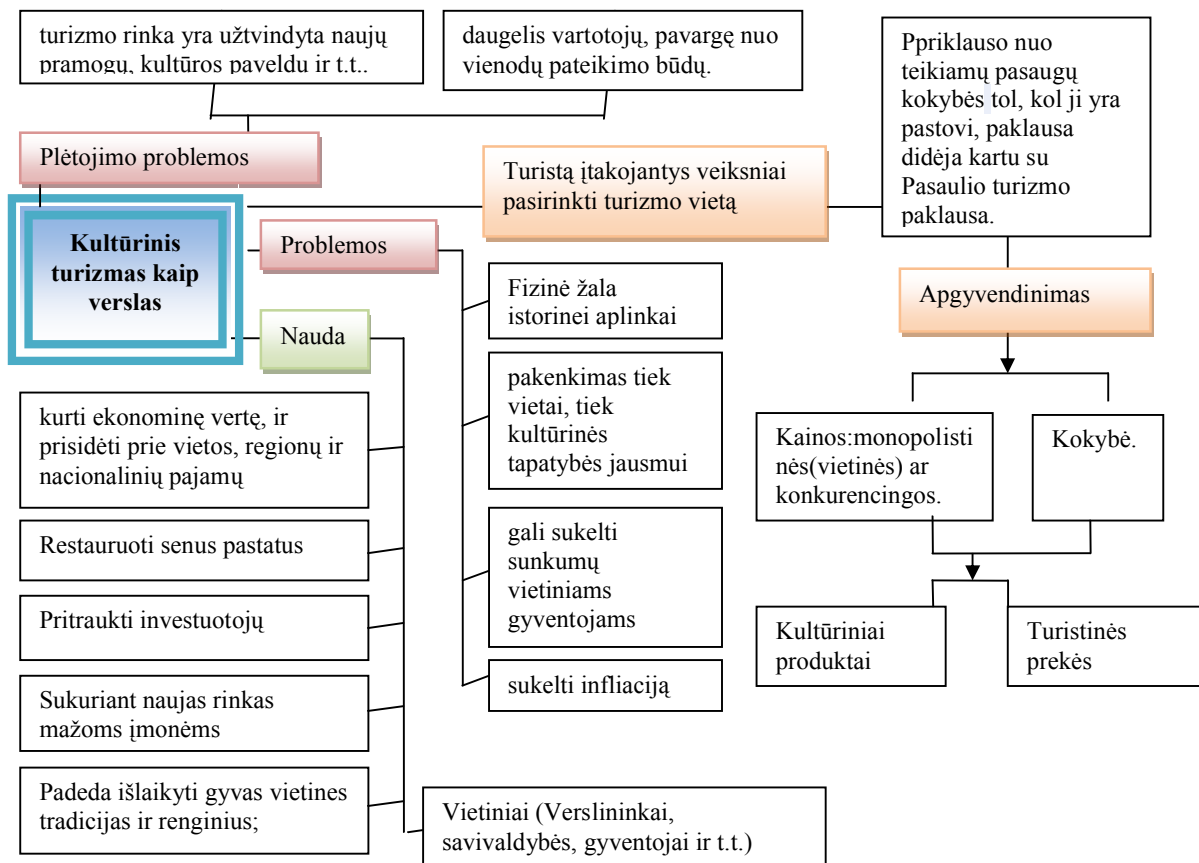 turizmo rinka yra užtvindyta naujų
pramogų, kultūros paveldu ir t.t..
daugelis vartotojų, pavargę nuo
vienodų pateikimo būdų.
Ppriklauso nuo
teikiamų pasaugų
kokybės tol, kol ji yra
pastovi, paklausa
didėja kartu su
Pasaulio turizmo
paklausa.
Plėtojimo problemos
Turistą įtakojantys veiksniai
pasirinkti turizmo vietą
Kultūrinis
turizmas kaip
verslas
Problemos
Nauda
Fizinė žala
istorinei aplinkai
pakenkimas tiek
vietai, tiek
kultūrinės
tapatybės jausmui
gali sukelti
sunkumų
vietiniams
gyventojams
sukelti infliaciją
Apgyvendinimas
Kainos:monopolisti
nės(vietinės) ar
konkurencingos.
Kokybė.
Kultūriniai
produktai
Turistinės
prekės
kurti ekonominę vertę, ir
prisidėti prie vietos, regionų ir
nacionalinių pajamų
Restauruoti senus pastatus
Pritraukti investuotojų
Sukuriant naujas rinkas
mažoms įmonėms
Padeda išlaikyti gyvas vietines
tradicijas ir renginius;
Vietiniai (Verslininkai,
savivaldybės, gyventojai ir t.t.)